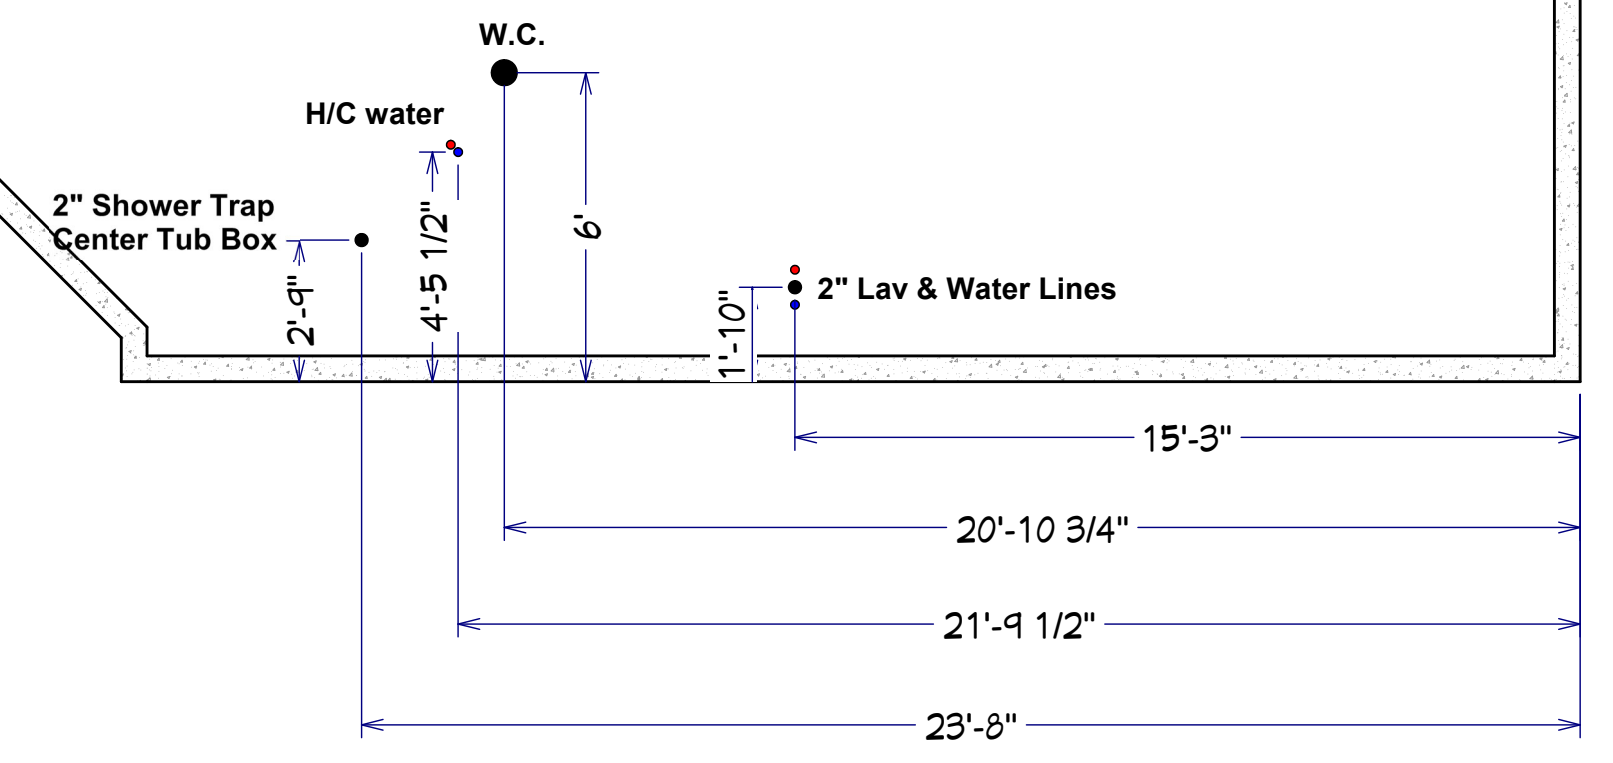 W.C.
H/C water
2" Shower Trap
Center Tub Box
2'-9"
4'-5 1/2"
6'
1'-10"
2" Lav & Water Lines
15'-3"
20'-10 3/4"
21'-9 1/2"
23'-8"